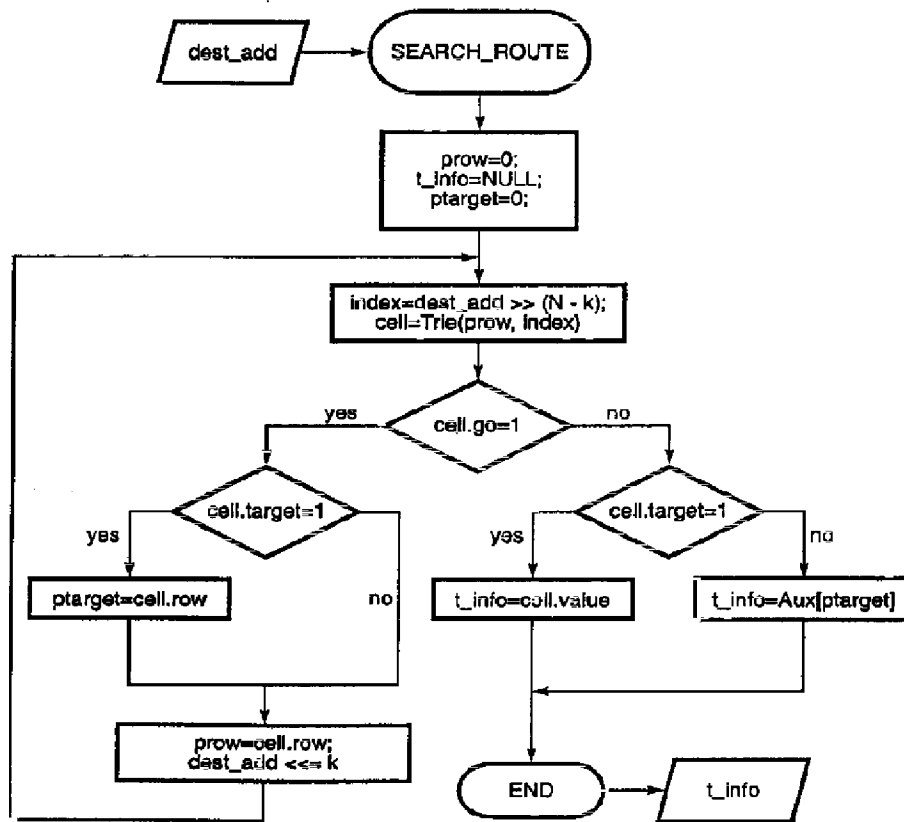 dest_add
SEARCH_ROUTE
prow=0;
t_info=NULL;
ptarget=0;
index=dest_add >> (N - k);
cell=Trie(prow, index)
yes
cell.go=1
no
cell.target=1
cell.target=1
yes
no
yes
no
ptarget=cell.row
t_info=cell.value
t_info=Aux[ptarget]
prow=cell.row;
dest_add <<= k
END
t_info